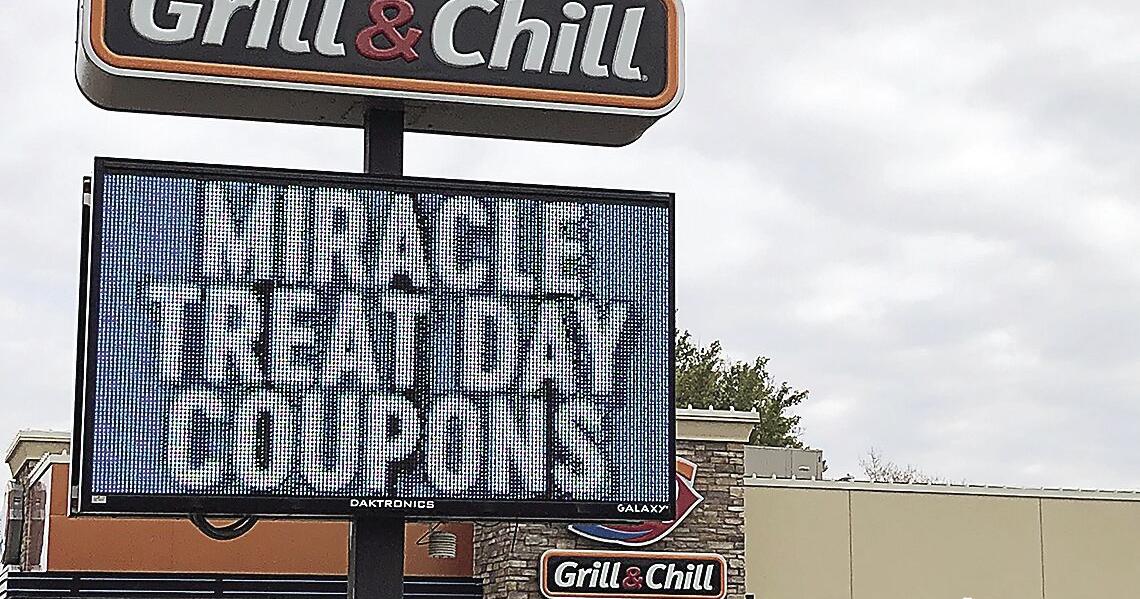 Grill & Chill
MIRACLE
TREAT DAY
COUPONS
DAKTRONICS
GALAXY
Grill & Chill